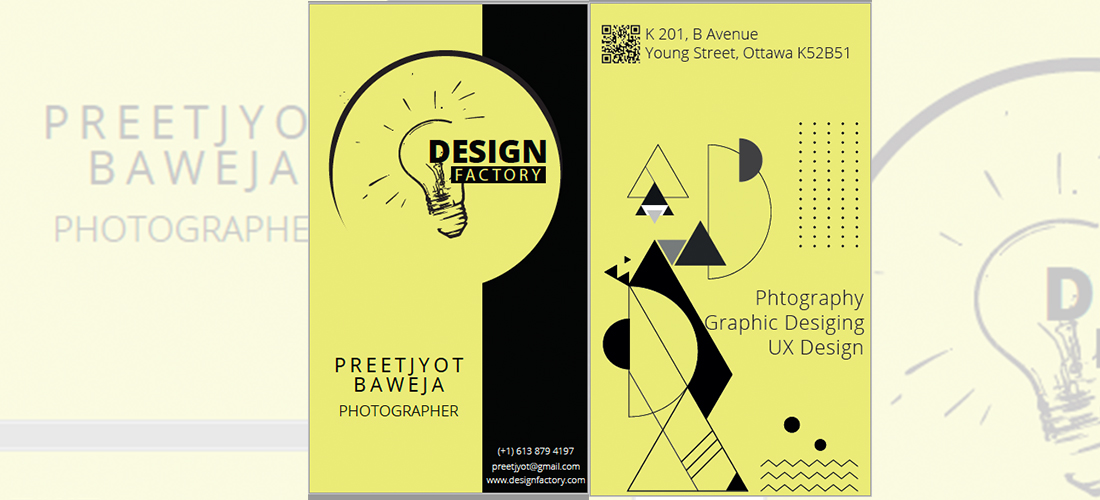 PREETJYO
BAWEJA
PHOTOGRAPHE
DESIGN
FACTORY
PREETJYOT
BAWEJA
PHOTOGRAPHER
(+1) 613 879 4197
preetjyot@gmail.com
www.designfactory.com
K 201, B Avenue
Young Street, Ottawa K52B51
Phtography
Graphic Desiging
UX Design
D